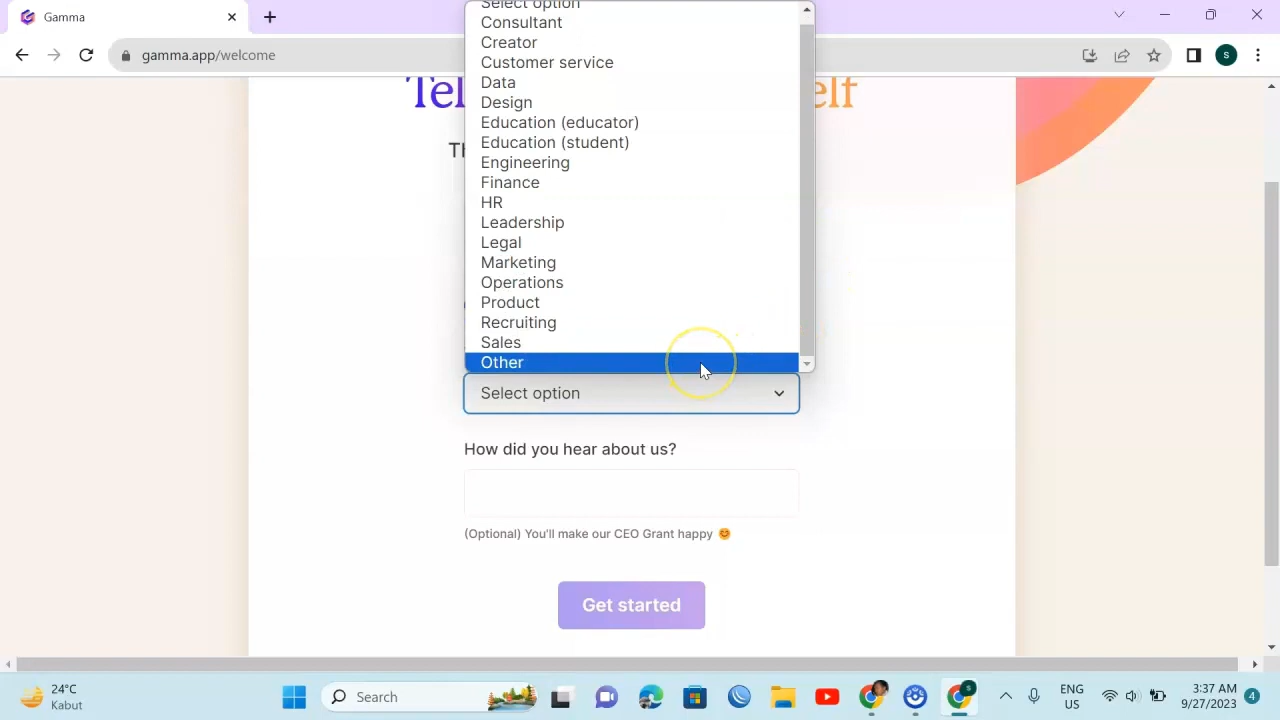 Gamma
gamma.app/welcome
S
Select option
Consultant
Creator
Customer service
Data
Design
Education (educator)
Education (student)
Engineering
Finance
HR
Leadership
Legal
Marketing
Operations
Product
Recruiting
Sales
Other
Select option
How did you hear about us?
(Optional) You'll make our CEO Grant happy 😊
Get started
24°C
Kabut
Search
ENG
US
3:37 AM
9/27/2023
4